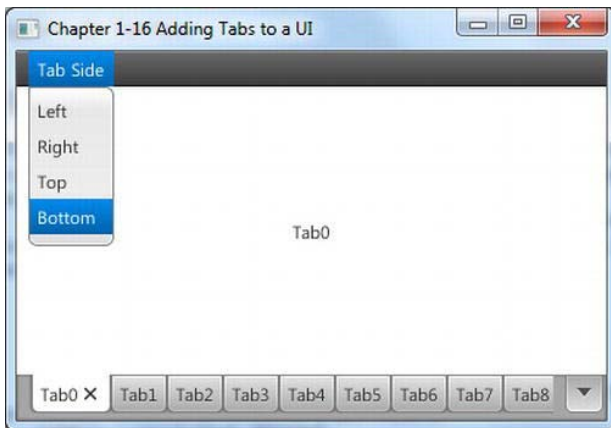 Chapter 1-16 Adding Tabs to a UI
Tab Side
Left
Right
Top
Bottom
Tab0
Tab0 Tab1 Tab2 Tab3 Tab4 Tab5 Tab6 Tab7 Tab8